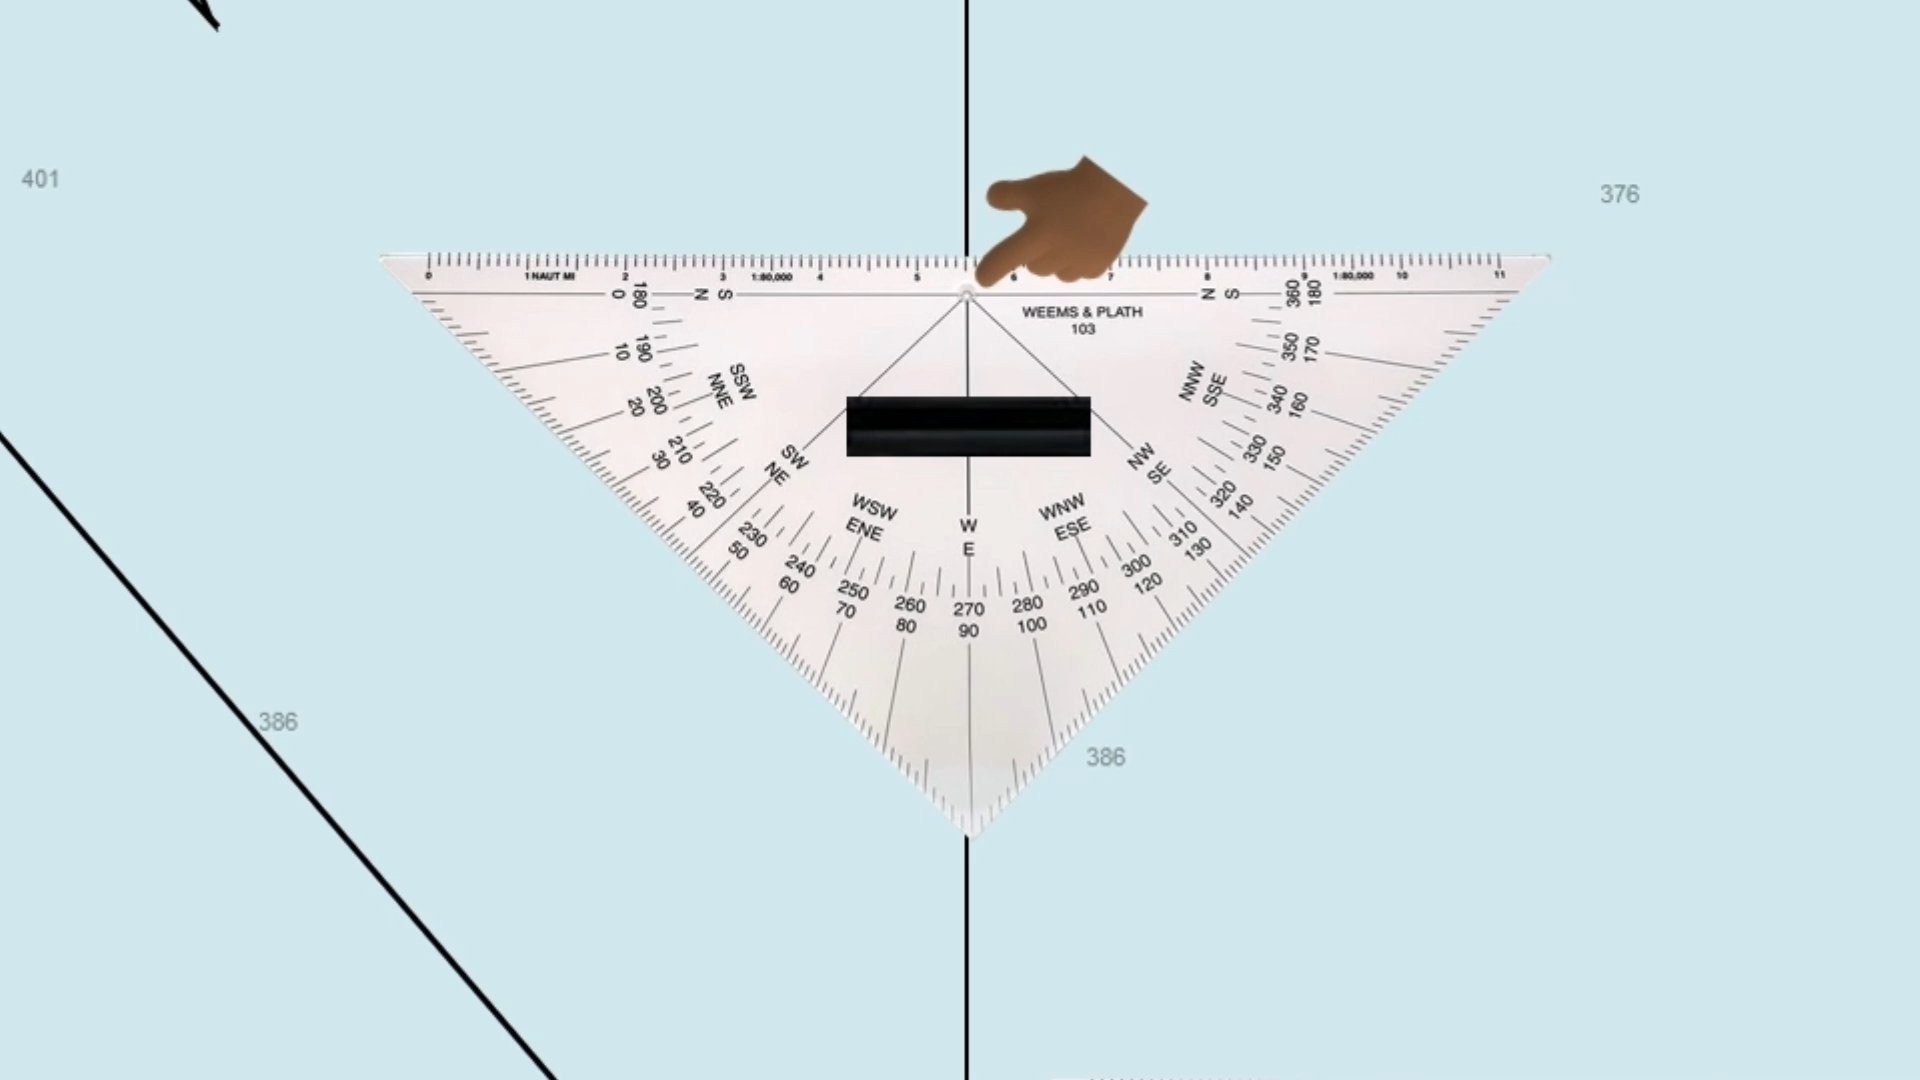 401
376
0 1 NAUT MI 2 3 1:80,000 4 5 6 7 8 9 1:80,000 10 11
0 180 N S N S 360 180
WEEMS & PLATH
103
10 190 350 170
SSW
NNE
NNW
SSE
20 200 340 160
30 210 330 150
SW
NE
NW
SE
40 220 320 140
WSW
ENE
W
E
WNW
ESE
50 230 310 130
60 240 300 120
70 250 290 110
260 270 280
80 90 100
386
386